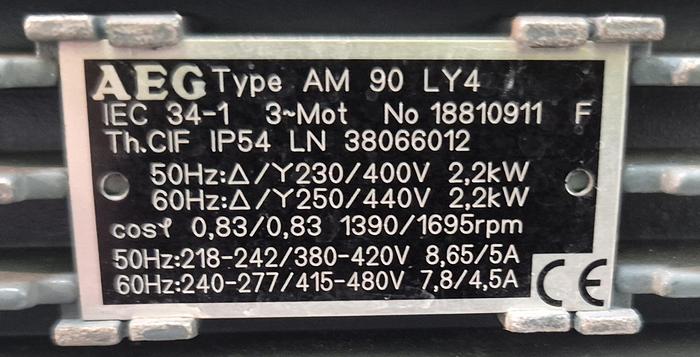 AEG Type AM 90 LY4
IEC 34-1 3~Mot No 18810911 F
Th.CIF IP54 LN 38066012
50Hz:Δ/Y230/400V 2,2kW
60Hz:Δ/Y250/440V 2,2kW
cosφ 0,83/0,83 1390/1695rpm
50Hz:218-242/380-420V 8,65/5A
60Hz:240-277/415-480V 7,8/4,5A
CE